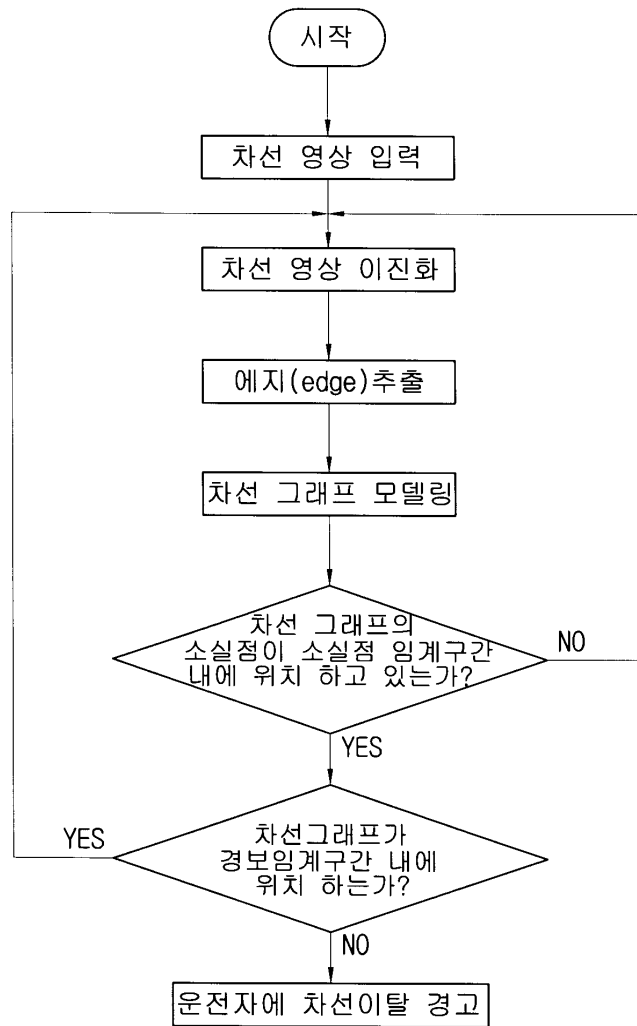 시작
차선 영상 입력
차선 영상 이진화
에지(edge)추출
차선 그래프 모델링
차선 그래프의
소실점이 소실점 임계구간
내에 위치 하고 있는가?
NO
YES
차선그래프가
경보임계구간 내에
위치 하는가?
YES
NO
운전자에 차선이탈 경고